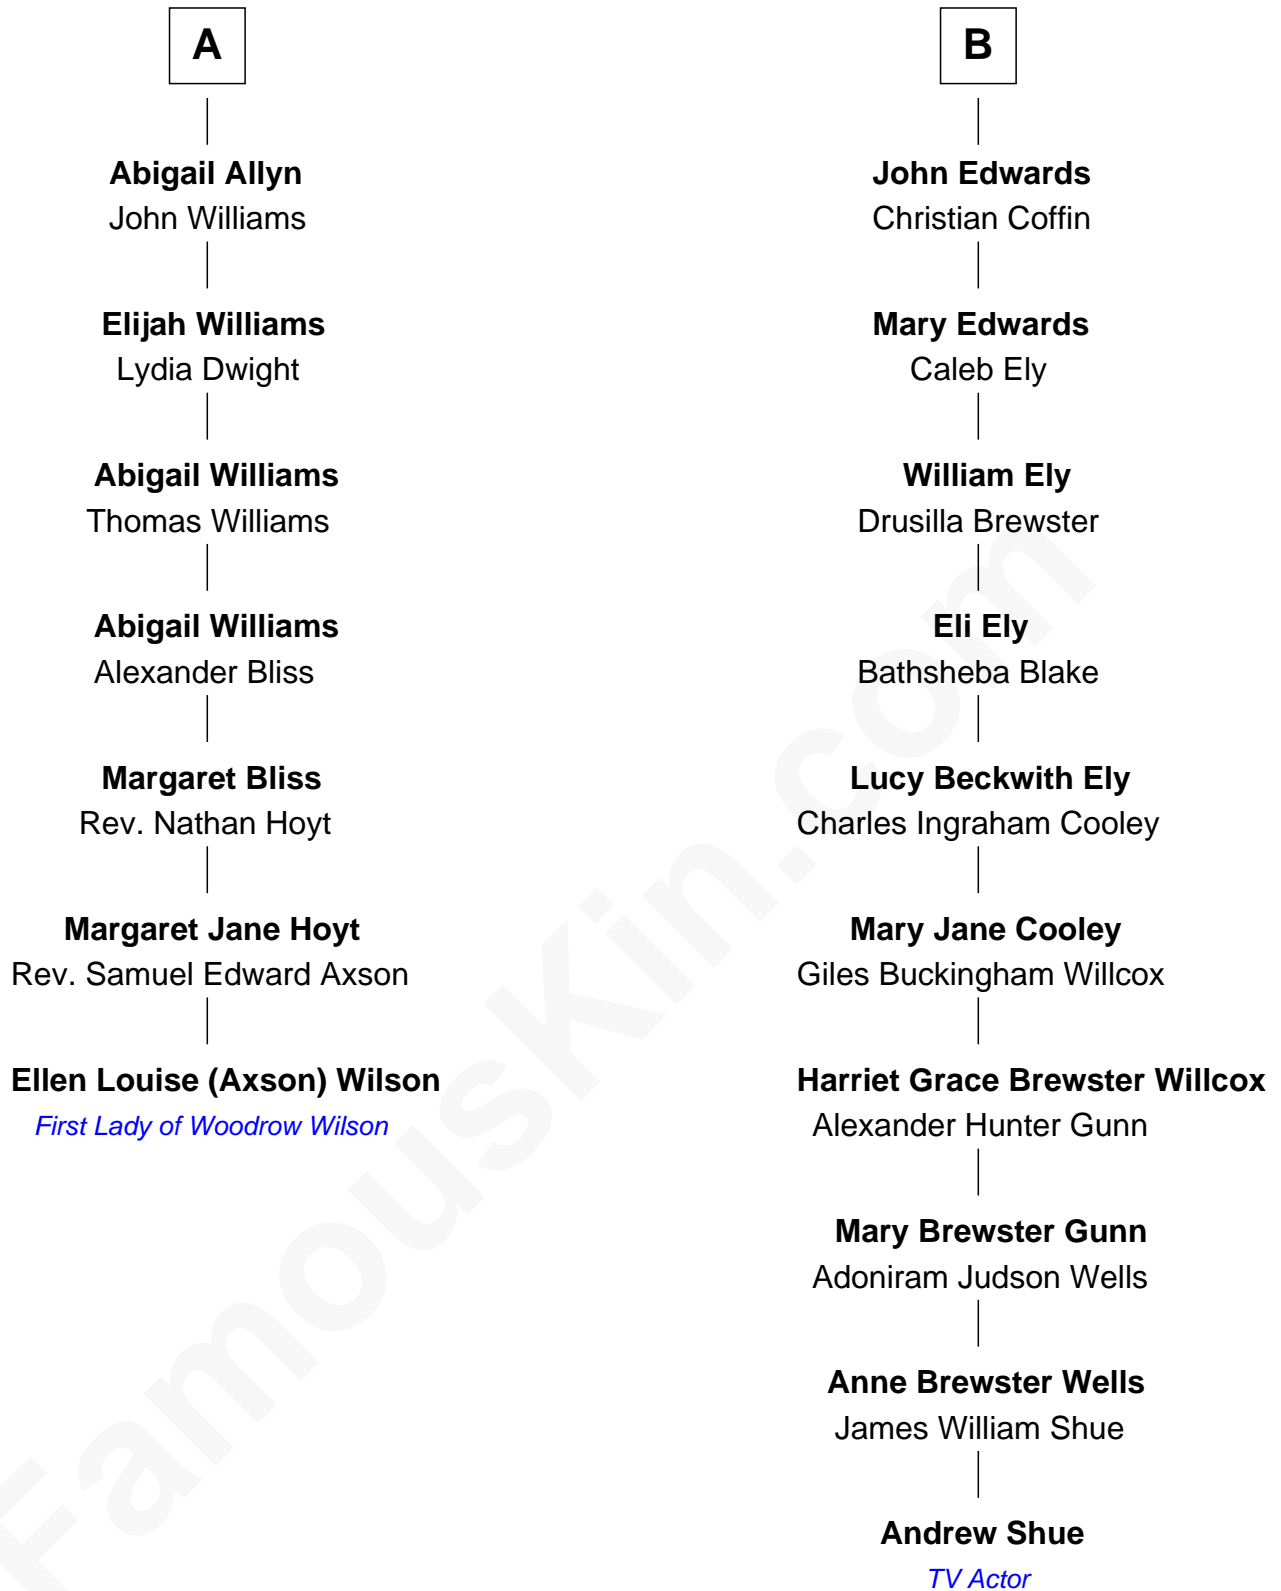 A
Abigail Allyn
John Williams
Elijah Williams
Lydia Dwight
Abigail Williams
Thomas Williams
Abigail Williams
Alexander Bliss
Margaret Bliss
Rev. Nathan Hoyt
Margaret Jane Hoyt
Rev. Samuel Edward Axson
Ellen Louise (Axson) Wilson
First Lady of Woodrow Wilson
B
John Edwards
Christian Coffin
Mary Edwards
Caleb Ely
William Ely
Drusilla Brewster
Eli Ely
Bathsheba Blake
Lucy Beckwith Ely
Charles Ingraham Cooley
Mary Jane Cooley
Giles Buckingham Willcox
Harriet Grace Brewster Willcox
Alexander Hunter Gunn
Mary Brewster Gunn
Adoniram Judson Wells
Anne Brewster Wells
James William Shue
Andrew Shue
TV Actor
FamousKin.com